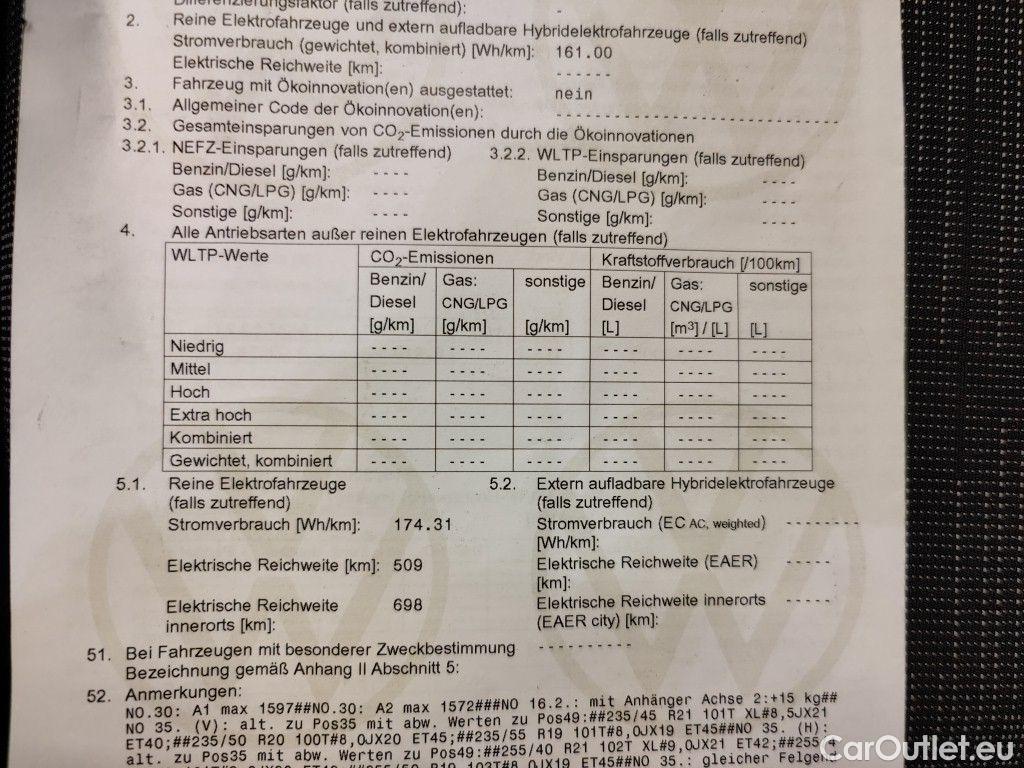 Differenzierungsfaktor (falls zutreffend): -
2. Reine Elektrofahrzeuge und extern aufladbare Hybridelektrofahrzeuge (falls zutreffend)
Stromverbrauch (gewichtet, kombiniert) [Wh/km]: 161.00
Elektrische Reichweite [km]: ------
3. Fahrzeug mit Ökoinnovation(en) ausgestattet: nein
3.1. Allgemeiner Code der Ökoinnovation(en): ------------------------------
3.2. Gesamteinsparungen von CO2-Emissionen durch die Ökoinnovationen
3.2.1. NEFZ-Einsparungen (falls zutreffend) 3.2.2. WLTP-Einsparungen (falls zutreffend)
Benzin/Diesel [g/km]: ---- Benzin/Diesel [g/km]: ----
Gas (CNG/LPG) [g/km]: ---- Gas (CNG/LPG) [g/km]: ----
Sonstige [g/km]: ---- Sonstige [g/km]: ----
4. Alle Antriebsarten außer reinen Elektrofahrzeugen (falls zutreffend)
WLTP-Werte CO2-Emissionen Kraftstoffverbrauch [/100km]
Benzin/ Gas: sonstige Benzin/ Gas: sonstige
Diesel CNG/LPG Diesel CNG/LPG
[g/km] [g/km] [g/km] [L] [m³] / [L] [L]
Niedrig ---- ---- ---- ---- ---- ----
Mittel ---- ---- ---- ---- ---- ----
Hoch ---- ---- ---- ---- ---- ----
Extra hoch ---- ---- ---- ---- ---- ----
Kombiniert ---- ---- ---- ---- ---- ----
Gewichtet, kombiniert ---- ---- ---- ---- ---- ----
5.1. Reine Elektrofahrzeuge 5.2. Extern aufladbare Hybridelektrofahrzeuge
(falls zutreffend) (falls zutreffend)
Stromverbrauch [Wh/km]: 174.31 Stromverbrauch (EC AC, weighted) --------
[Wh/km]:
Elektrische Reichweite [km]: 509 Elektrische Reichweite (EAER) -----
[km]:
Elektrische Reichweite 698 Elektrische Reichweite innerorts -----
innerorts [km]: (EAER city) [km]:
51. Bei Fahrzeugen mit besonderer Zweckbestimmung ----------
Bezeichnung gemäß Anhang II Abschnitt 5:
52. Anmerkungen:
NO.30: A1 max 1597##NO.30: A2 max 1572###NO 16.2.: mit Anhänger Achse 2:+15 kg##
NO 35. (V): alt. zu Pos35 mit abw. Werten zu Pos49:##235/45 R21 101T XL#8,5JX21
ET40;##235/50 R20 100T#8,0JX20 ET45;##235/55 R19 101T#8,0JX19 ET45##NO 35. (H):
alt. zu Pos35 mit abw. Werten zu Pos49:##255/40 R21 102T XL#9,0JX21 ET42;##255/4
R19 103T#8,0JX19 ET45##NO 35.: gleicher Felgend
CarOutlet.eu